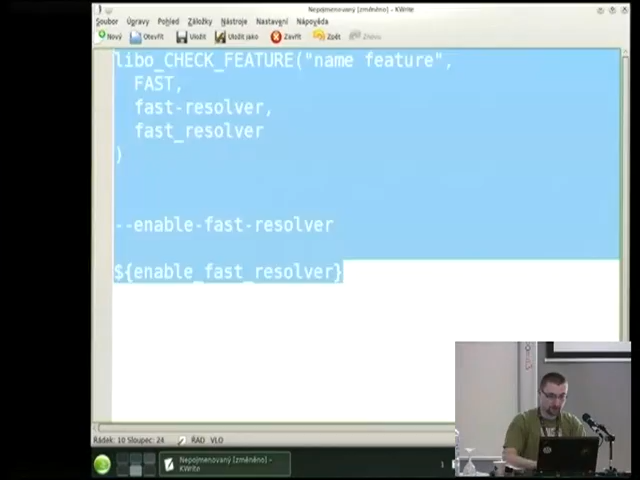 Nepojmenovaný [změněno] - KWrite
Soubor Úpravy Pohled Záložky Nástroje Nastavení Nápověda
Nový Otevřít Uložit Uložit jako Zavřít Zpět Znovu
libo_CHECK_FEATURE("name feature",
FAST,
fast-resolver,
fast_resolver
)
--enable-fast-resolver
${enable_fast_resolver}
Řádek: 10 Sloupec: 24 ŘÁD VLO
Nepojmenovaný [změněno] -
KWrite
1